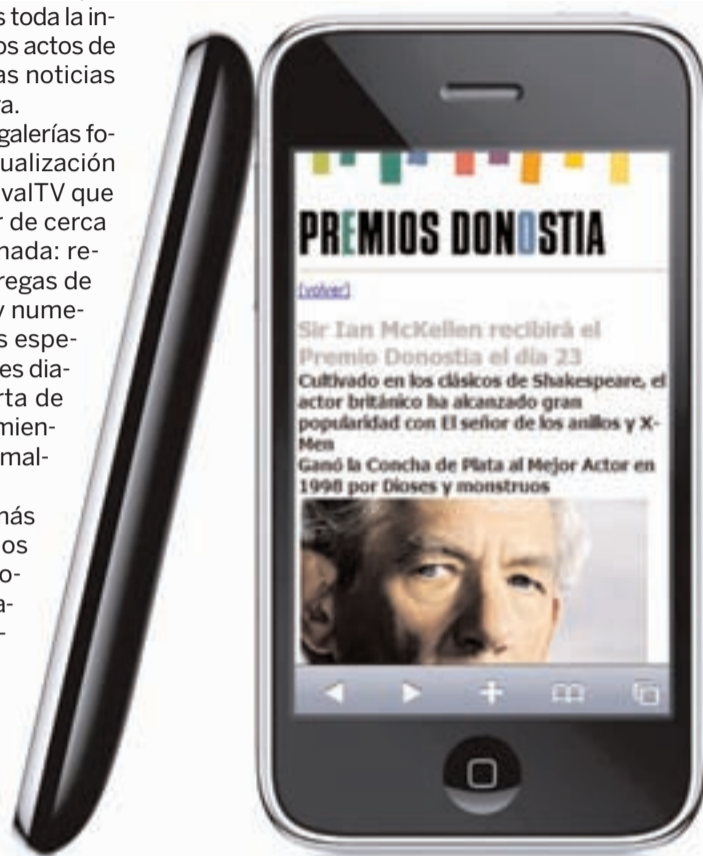 s toda la in-
os actos de
as noticias
a.
galerías fo-
ualización
valTV que
r de cerca
nada: re-
regas de
y nume-
s espe-
es dia-
rta de
mien-
mal-
más
os
o-
a-
-
PREMIOS DONOSTIA
[volver]
Sir Ian McKellen recibirá el
Premio Donostia el día 23
Cultivado en los clásicos de Shakespeare, el
actor británico ha alcanzado gran
popularidad con El señor de los anillos y X-
Men
Ganó la Concha de Plata al Mejor Actor en
1998 por Dioses y monstruos